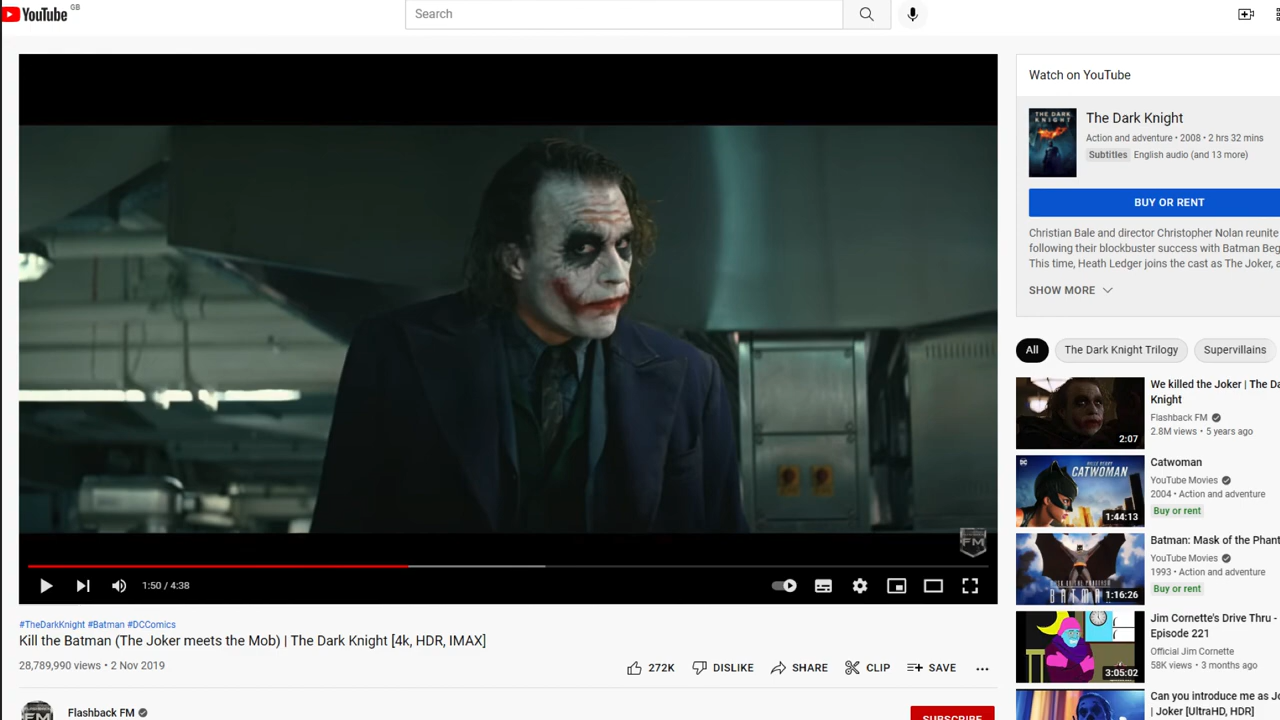 YouTube GB
Search
Watch on YouTube
THE DARK
KNIGHT
The Dark Knight
Action and adventure • 2008 • 2 hrs 32 mins
Subtitles English audio (and 13 more)
BUY OR RENT
Christian Bale and director Christopher Nolan reunite
following their blockbuster success with Batman Beg
This time, Heath Ledger joins the cast as The Joker, a
SHOW MORE
All The Dark Knight Trilogy Supervillains
We killed the Joker | The Da
Knight
Flashback FM
2.8M views • 5 years ago
2:07
CATWOMAN
Catwoman
YouTube Movies
2004 • Action and adventure
Buy or rent
1:44:13
Batman: Mask of the Phant
YouTube Movies
1993 • Action and adventure
Buy or rent
1:16:26
Jim Cornette's Drive Thru -
Episode 221
Official Jim Cornette
58K views • 3 months ago
3:05:02
Can you introduce me as Jo
| Joker [UltraHD, HDR]
FM
1:50 / 4:38
#TheDarkKnight #Batman #DCComics
Kill the Batman (The Joker meets the Mob) | The Dark Knight [4k, HDR, IMAX]
28,789,990 views • 2 Nov 2019
272K DISLIKE SHARE CLIP SAVE
Flashback FM
SUBSCRIBE